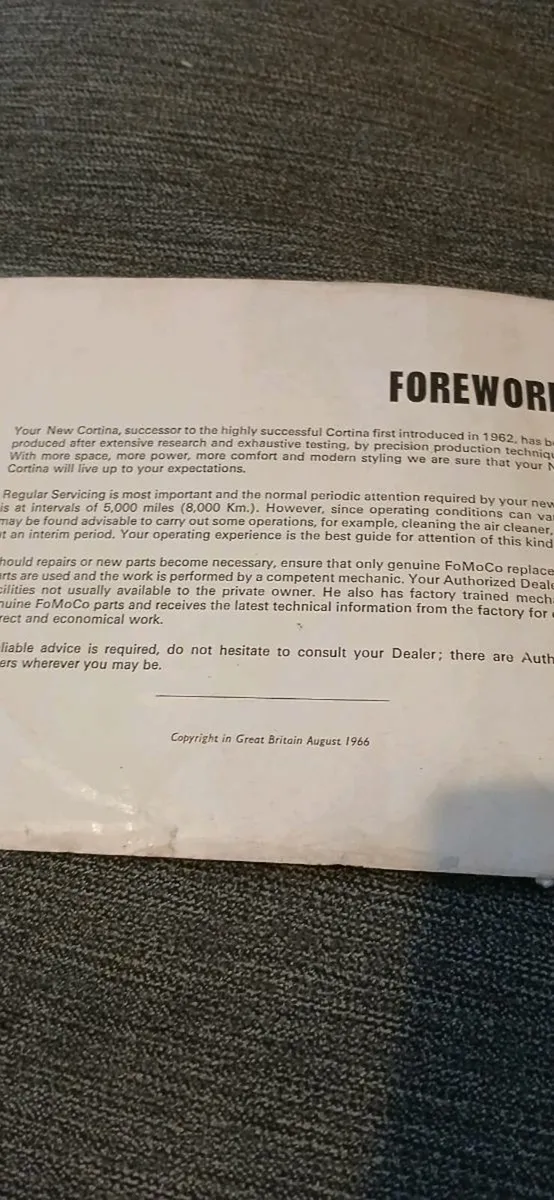 FOREWOR
Your New Cortina, successor to the highly successful Cortina first introduced in 1962, has
produced after extensive research and exhaustive testing, by precision production
With more space, more power, more comfort and modern styling we are sure that your
Cortina will live up to your expectations.
Regular Servicing is most important and the normal periodic attention required by your new
is at intervals of 5,000 miles (8,000 Km.). However, since operating conditions can
may be found advisable to carry out some operations, for example, cleaning the air cleaner,
an interim period. Your operating experience is the best guide for attention of this kind
hould repairs or new parts become necessary, ensure that only genuine FoMoCo replace
are used and the work is performed by a competent mechanic. Your Authorized
cilities not usually available to the private owner. He also has factory trained
nuine FoMoCo parts and receives the latest technical information from the factory for
rect and economical work.
liable advice is required, do not hesitate to consult your Dealer; there are Auth
ers wherever you may be.
Copyright in Great Britain August 1966